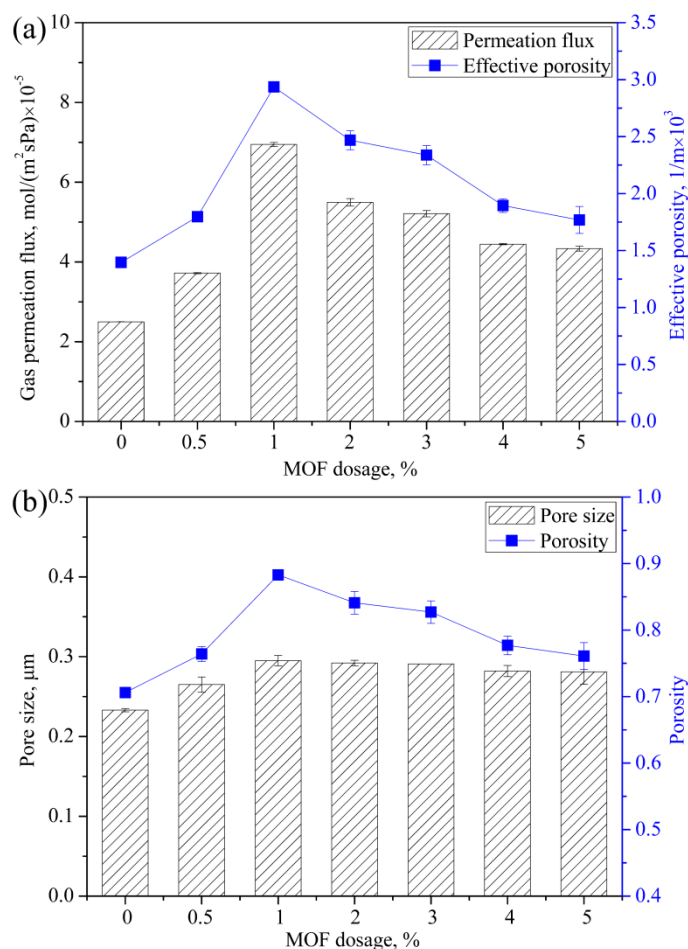 (a)
Permeation flux
Effective porosity
Gas permeation flux, mol/(m²sPa)×10⁻⁵
10
8
6
4
2
0
Effective porosity, 1/m×10³
3.5
3.0
2.5
2.0
1.5
1.0
0.5
0.0
0 0.5 1 2 3 4 5
MOF dosage, %
(b)
Pore size
Porosity
Pore size, μm
0.5
0.4
0.3
0.2
0.1
0.0
Porosity
1.0
0.9
0.8
0.7
0.6
0.5
0.4
0 0.5 1 2 3 4 5
MOF dosage, %